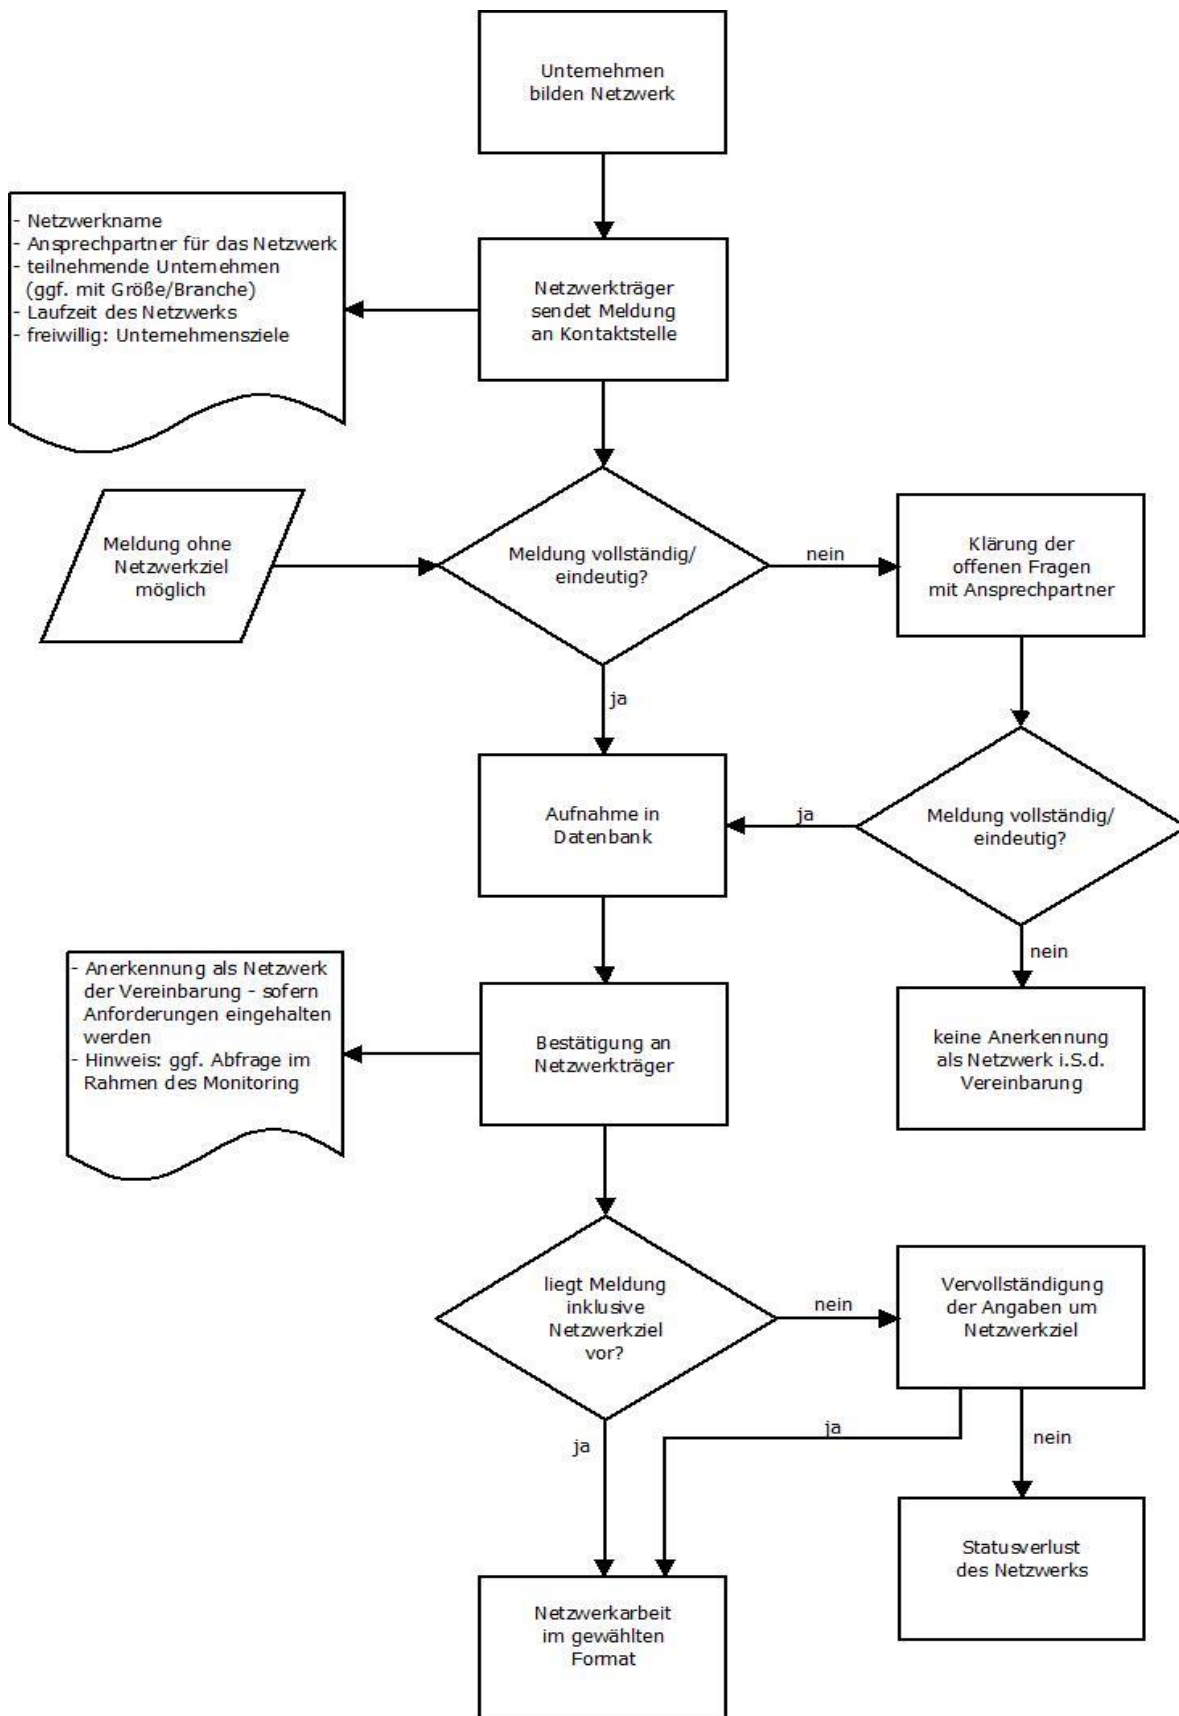 Unternehmen
bilden Netzwerk
- Netzwerkname
- Ansprechpartner für das Netzwerk
- teilnehmende Unternehmen
(ggf. mit Größe/Branche)
- Laufzeit des Netzwerks
- freiwillig: Unternehmensziele
Netzwerkträger
sendet Meldung
an Kontaktstelle
Meldung ohne
Netzwerkziel
möglich
Meldung vollständig/
eindeutig?
nein
Klärung der
offenen Fragen
mit Ansprechpartner
ja
Aufnahme in
Datenbank
ja
Meldung vollständig/
eindeutig?
nein
keine Anerkennung
als Netzwerk i.S.d.
Vereinbarung
- Anerkennung als Netzwerk
der Vereinbarung - sofern
Anforderungen eingehalten
werden
- Hinweis: ggf. Abfrage im
Rahmen des Monitoring
Bestätigung an
Netzwerkträger
liegt Meldung
inklusive
Netzwerkziel
vor?
nein
Vervollständigung
der Angaben um
Netzwerkziel
ja
ja
nein
Statusverlust
des Netzwerks
Netzwerkarbeit
im gewählten
Format